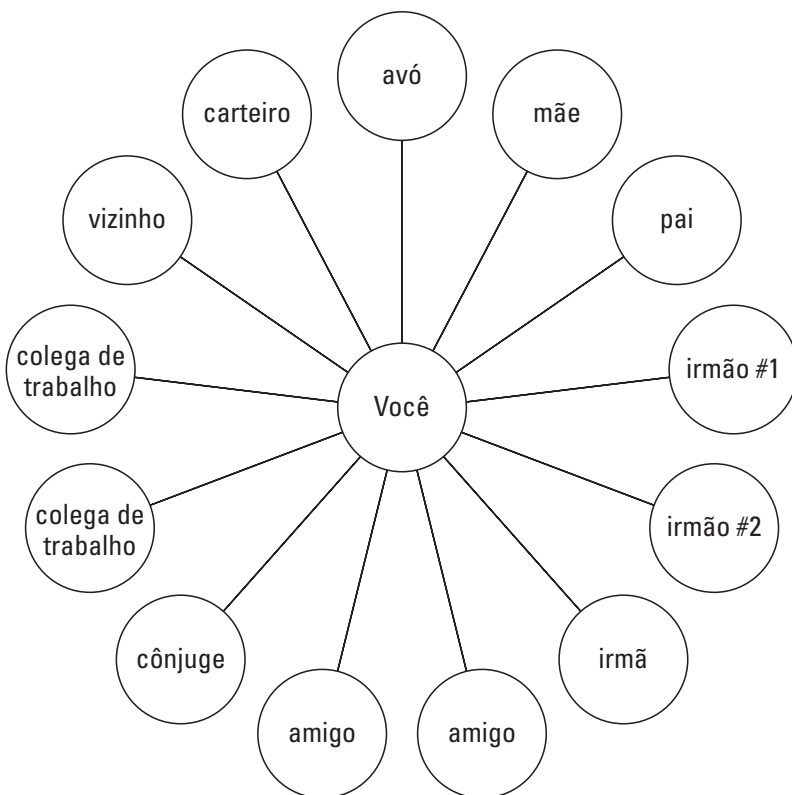 avó
mãe
pai
irmão #1
irmão #2
irmã
amigo
amigo
cônjuge
colega de
trabalho
colega de
trabalho
vizinho
carteiro
Você